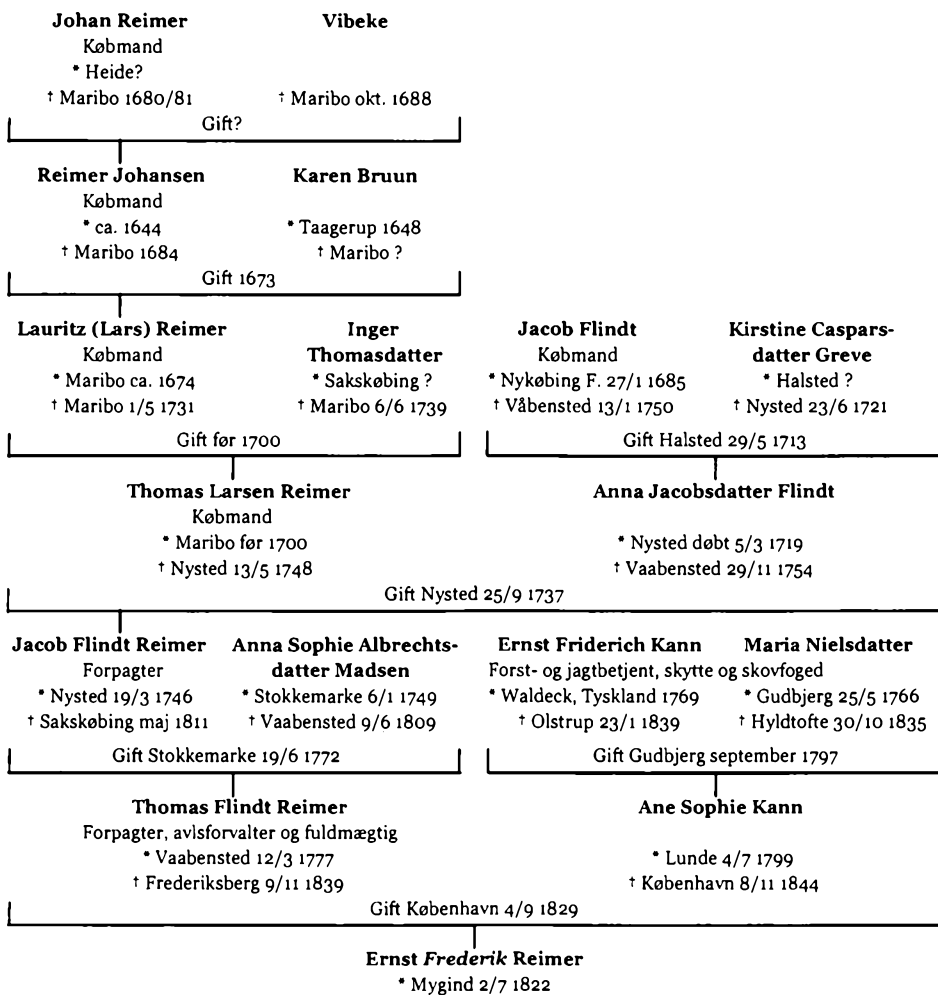 Johan Reimer
Købmand
* Heide?
† Maribo 1680/81
Vibeke
† Maribo okt. 1688
Gift?
Reimer Johansen
Købmand
* ca. 1644
† Maribo 1684
Karen Bruun
* Taagerup 1648
† Maribo ?
Gift 1673
Lauritz (Lars) Reimer
Købmand
* Maribo ca. 1674
† Maribo 1/5 1731
Inger
Thomasdatter
* Sakskøbing ?
† Maribo 6/6 1739
Jacob Flindt
Købmand
* Nykøbing F. 27/1 1685
† Våbensted 13/1 1750
Kirstine Caspars-
datter Greve
* Halsted ?
† Nysted 23/6 1721
Gift før 1700
Gift Halsted 29/5 1713
Thomas Larsen Reimer
Købmand
* Maribo før 1700
† Nysted 13/5 1748
Anna Jacobsdatter Flindt
* Nysted døbt 5/3 1719
† Vaabensted 29/11 1754
Gift Nysted 25/9 1737
Jacob Flindt Reimer
Forpagter
* Nysted 19/3 1746
† Sakskøbing maj 1811
Anna Sophie Albrechts-
datter Madsen
* Stokkemarke 6/1 1749
† Vaabensted 9/6 1809
Ernst Friderich Kann
Forst- og jagtbetjent, skytte og skovfoged
* Waldeck, Tyskland 1769
† Olstrup 23/1 1839
Maria Nielsdatter
* Gudbjerg 25/5 1766
† Hyldtofte 30/10 1835
Gift Stokkemarke 19/6 1772
Gift Gudbjerg september 1797
Thomas Flindt Reimer
Forpagter, avlsforvalter og fuldmægtig
* Vaabensted 12/3 1777
† Frederiksberg 9/11 1839
Ane Sophie Kann
* Lunde 4/7 1799
† København 8/11 1844
Gift København 4/9 1829
Ernst Frederik Reimer
* Mygind 2/7 1822